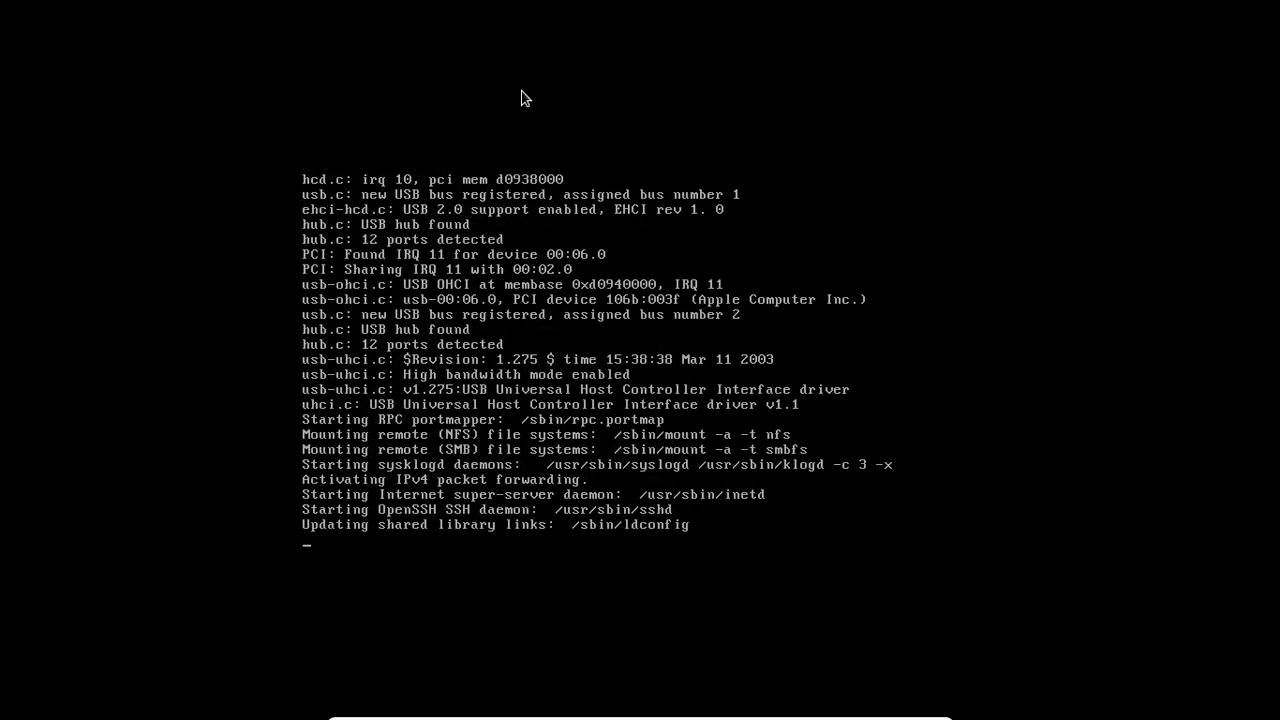 hcd.c: irq 10, pci mem d0938000
usb.c: new USB bus registered, assigned bus number 1
ehci-hcd.c: USB 2.0 support enabled, EHCI rev 1. 0
hub.c: USB hub found
hub.c: 12 ports detected
PCI: Found IRQ 11 for device 00:06.0
PCI: Sharing IRQ 11 with 00:02.0
usb-ohci.c: USB OHCI at membase 0xd0940000, IRQ 11
usb-ohci.c: usb-00:06.0, PCI device 106b:003f (Apple Computer Inc.)
usb.c: new USB bus registered, assigned bus number 2
hub.c: USB hub found
hub.c: 12 ports detected
usb-uhci.c: $Revision: 1.275 $ time 15:38:38 Mar 11 2003
usb-uhci.c: High bandwidth mode enabled
usb-uhci.c: v1.275:USB Universal Host Controller Interface driver
uhci.c: USB Universal Host Controller Interface driver v1.1
Starting RPC portmapper:  /sbin/rpc.portmap
Mounting remote (NFS) file systems:  /sbin/mount -a -t nfs
Mounting remote (SMB) file systems:  /sbin/mount -a -t smbfs
Starting sysklogd daemons:   /usr/sbin/syslogd /usr/sbin/klogd -c 3 -x
Activating IPv4 packet forwarding.
Starting Internet super-server daemon:  /usr/sbin/inetd
Starting OpenSSH SSH daemon:  /usr/sbin/sshd
Updating shared library links:  /sbin/ldconfig
_